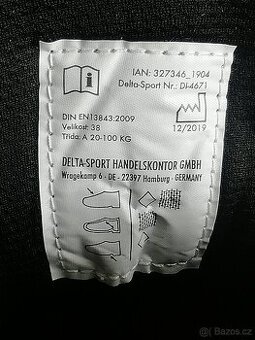 IAN: 327346_1904
Delta-Sport Nr.: DI-4671
DIN EN13843:2009
Velikost: 38
Třída: A 20-100 KG
12/2019
DELTA-SPORT HANDELSKONTOR GMBH
Wragekamp 6 - DE - 22397 Hamburg - GERMANY
Bazoš.cz